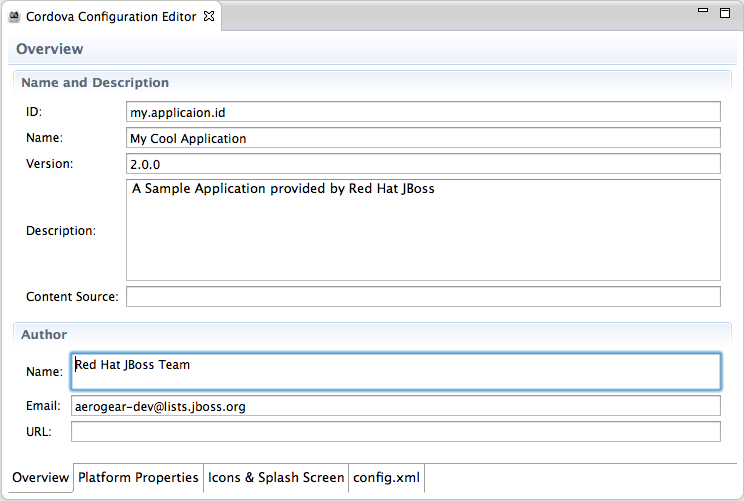 Cordova Configuration Editor
Overview
Name and Description
ID: my.applicaion.id
Name: My Cool Application
Version: 2.0.0
Description: A Sample Application provided by Red Hat JBoss
Content Source:
Author
Name: Red Hat JBoss Team
Email: aerogear-dev@lists.jboss.org
URL:
Overview Platform Properties Icons & Splash Screen config.xml